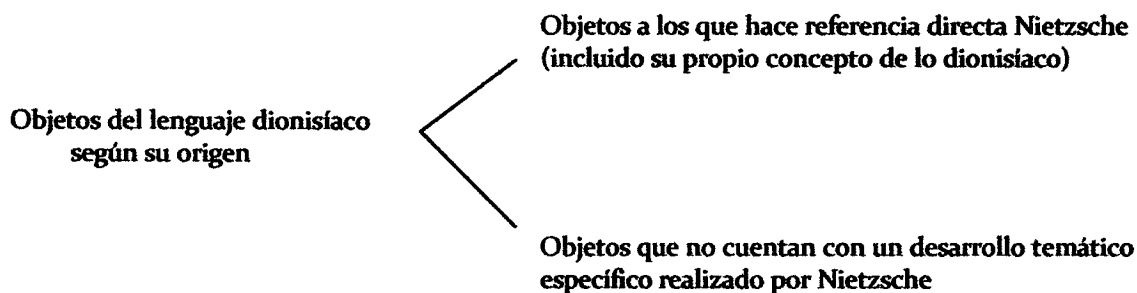 Objetos a los que hace referencia directa Nietzsche
(incluido su propio concepto de lo dionisíaco)
Objetos del lenguaje dionisíaco
según su origen
Objetos que no cuentan con un desarrollo temático
específico realizado por Nietzsche